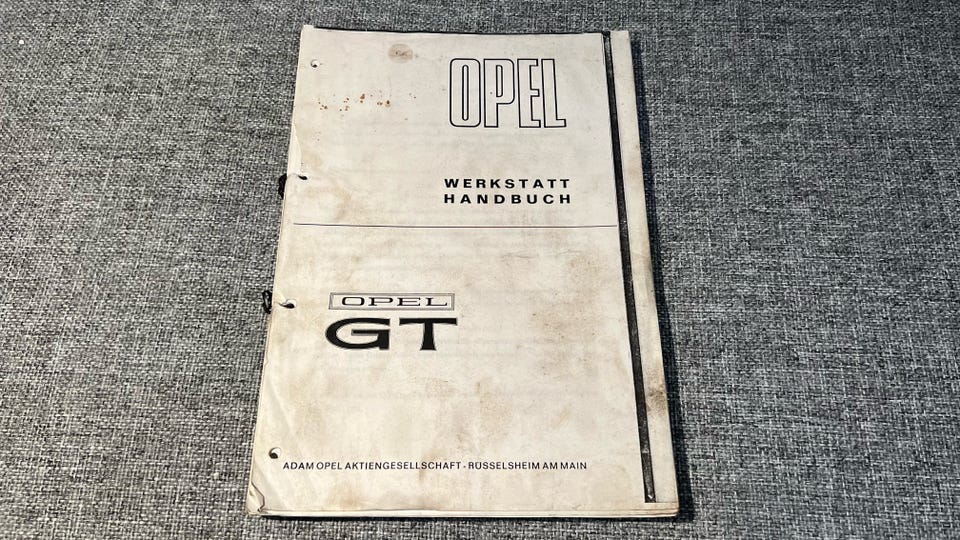 OPEL
WERKSTATT
HANDBUCH
OPEL
GT
ADAM OPEL AKTIENGESELLSCHAFT - RÜSSELSHEIM AM MAIN